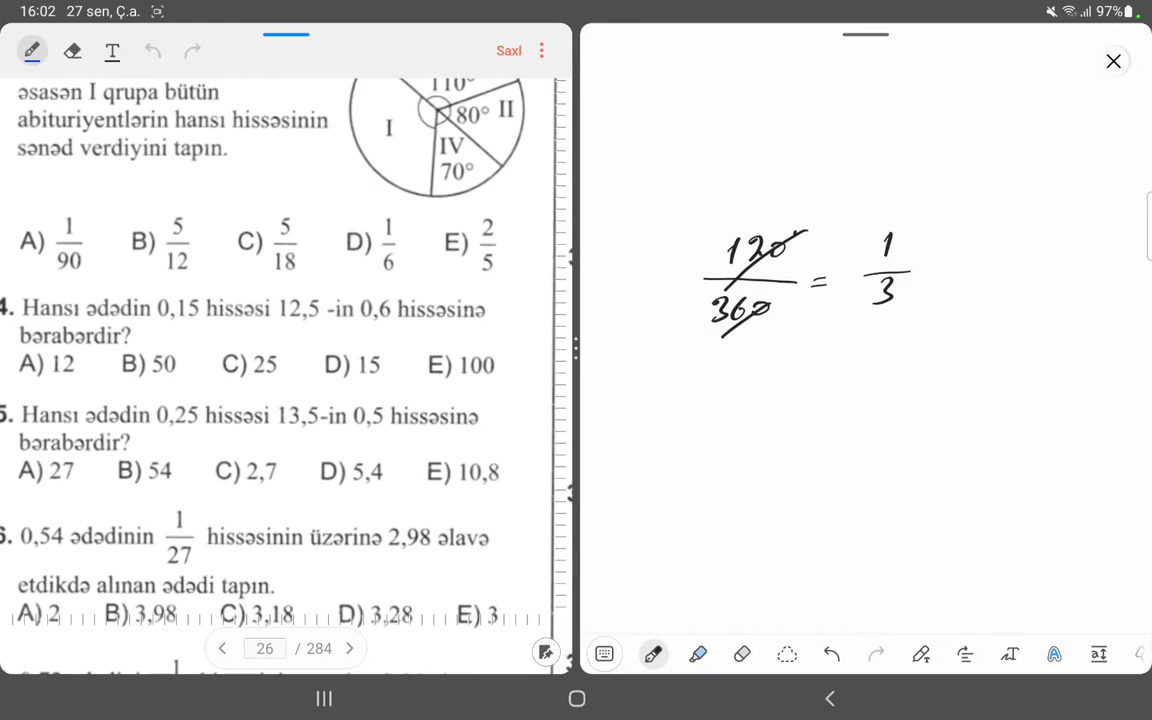 16:02 27 sen, Ç.a. 97%
Saxl
əsasən I qrupa bütün
abituriyentlərin hansı hissəsinin
sənəd verdiyini tapın.
110°
80° II
I
IV
70°
A) 1/90 B) 5/12 C) 5/18 D) 1/6 E) 2/5
4. Hansı ədədin 0,15 hissəsi 12,5 -in 0,6 hissəsinə
bərabərdir?
A) 12 B) 50 C) 25 D) 15 E) 100
5. Hansı ədədin 0,25 hissəsi 13,5-in 0,5 hissəsinə
bərabərdir?
A) 27 B) 54 C) 2,7 D) 5,4 E) 10,8
6. 0,54 ədədinin 1/27 hissəsinin üzərinə 2,98 əlavə
etdikdə alınan ədədi tapın.
A) 2 B) 3,98 C) 3,18 D) 3,28 E) 3
26 / 284
120/360 = 1/3